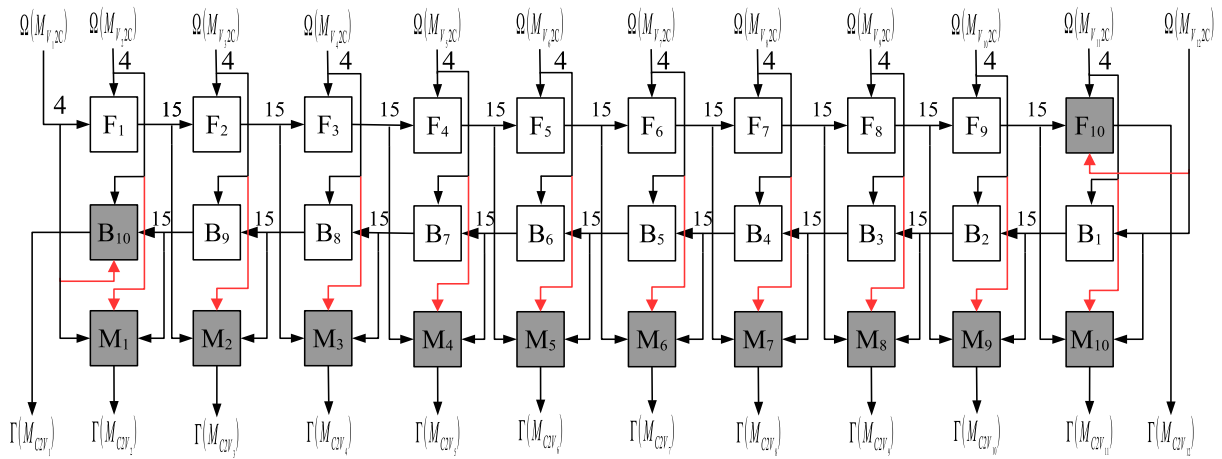 Ω(M_{V_1 2C}) Ω(M_{V_2 2C}) Ω(M_{V_3 2C}) Ω(M_{V_4 2C}) Ω(M_{V_5 2C}) Ω(M_{V_6 2C}) Ω(M_{V_7 2C}) Ω(M_{V_8 2C}) Ω(M_{V_9 2C}) Ω(M_{V_10 2C}) Ω(M_{V_11 2C}) Ω(M_{V_12 2C})
4 4 4 4 4 4 4 4 4 4
4 15 15 15 15 15 15 15 15 15
F₁ F₂ F₃ F₄ F₅ F₆ F₇ F₈ F₉ F₁₀
15 15 15 15 15 15 15 15 15
B₁₀ B₉ B₈ B₇ B₆ B₅ B₄ B₃ B₂ B₁
M₁ M₂ M₃ M₄ M₅ M₆ M₇ M₈ M₉ M₁₀
Γ(M_{C2V_1}) Γ(M_{C2V_2}) Γ(M_{C2V_3}) Γ(M_{C2V_4}) Γ(M_{C2V_5}) Γ(M_{C2V_6}) Γ(M_{C2V_7}) Γ(M_{C2V_8}) Γ(M_{C2V_9}) Γ(M_{C2V_10}) Γ(M_{C2V_11}) Γ(M_{C2V_12})